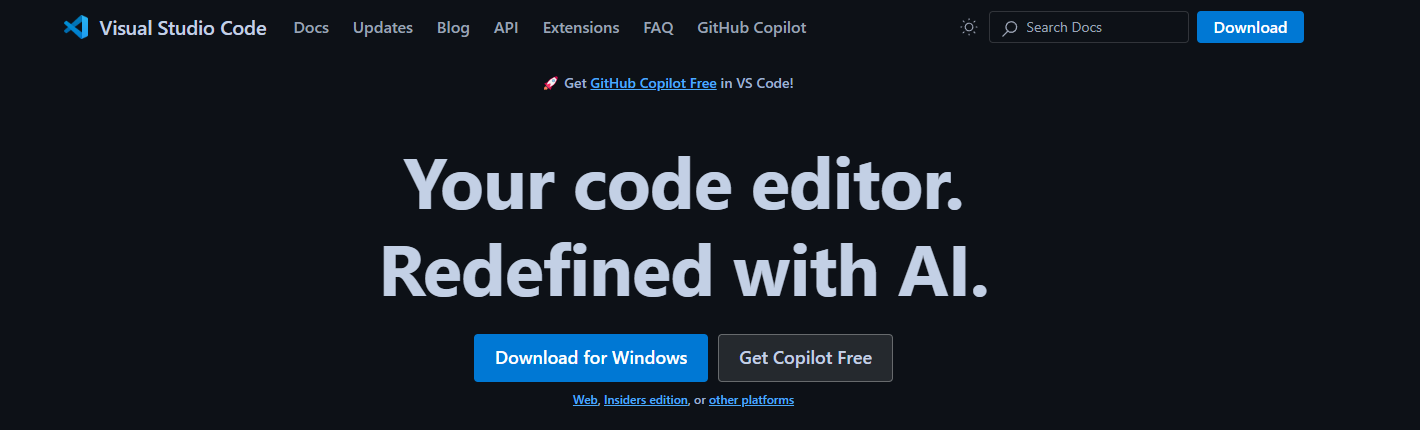 Visual Studio Code Docs Updates Blog API Extensions FAQ GitHub Copilot Search Docs Download
🚀 Get GitHub Copilot Free in VS Code!
Your code editor.
Redefined with AI.
Download for Windows Get Copilot Free
Web, Insiders edition, or other platforms